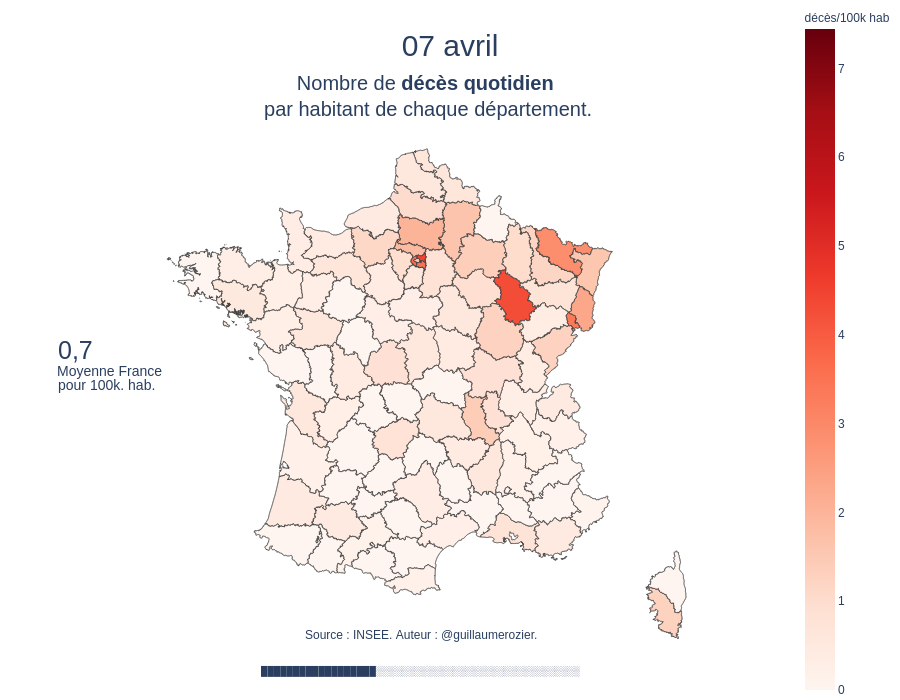 décès/100k hab
07 avril
Nombre de décès quotidien
par habitant de chaque département.
7
6
5
4
3
2
1
0
0,7
Moyenne France
pour 100k. hab.
Source : INSEE. Auteur : @guillaumerozier.